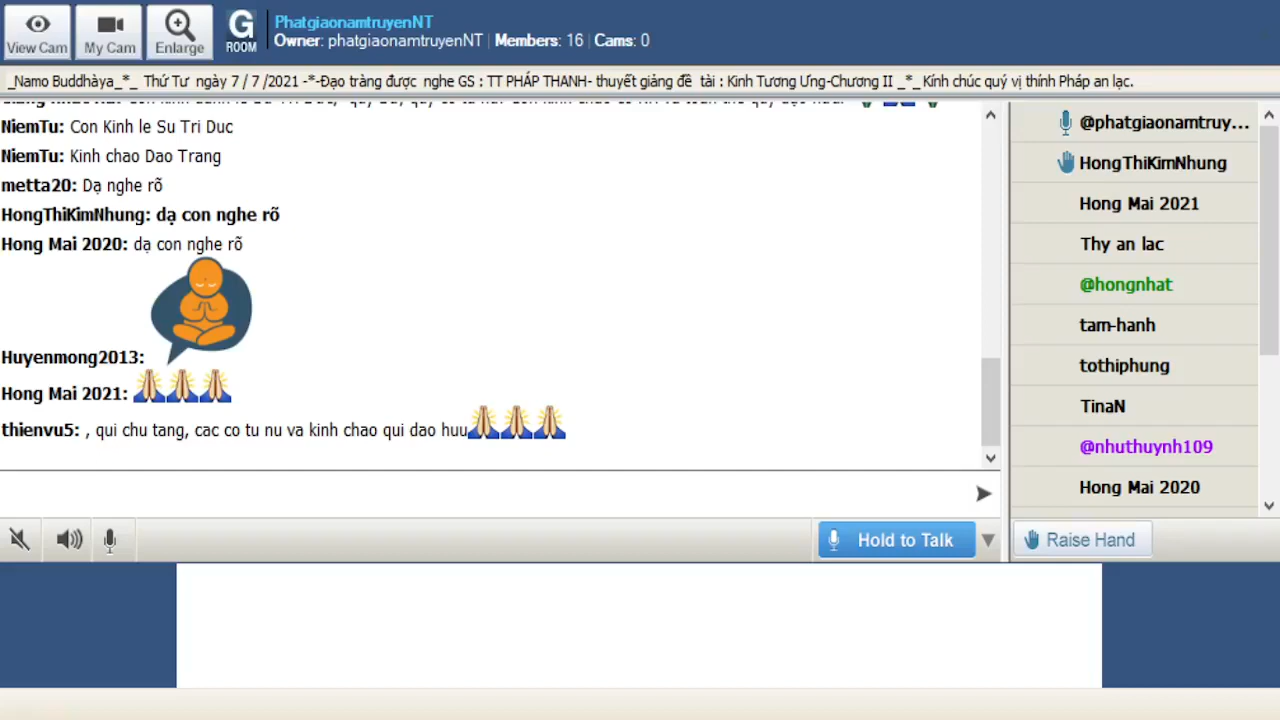 View Cam
My Cam
Enlarge
G
ROOM
PhatgiaonamtruyenNT
Owner: phatgiaonamtruyenNT | Members: 16 | Cams: 0
_Namo Buddhàya_*_ Thứ Tư ngày 7 / 7 /2021 -*-Đạo tràng được nghe GS : TT PHÁP THANH- thuyết giảng đề tài : Kinh Tương Ưng-Chương II _*_Kính chúc quý vị thính Pháp an lạc.
NiemTu: Con Kinh le Su Tri Duc
NiemTu: Kinh chao Dao Trang
metta20: Dạ nghe rõ
HongThiKimNhung: dạ con nghe rõ
Hong Mai 2020: dạ con nghe rõ
Huyenmong2013:
Hong Mai 2021:
thienvu5: , qui chu tang, cac co tu nu va kinh chao qui dao huu
@phatgiaonamtruy...
HongThiKimNhung
Hong Mai 2021
Thy an lac
@hongnhat
tam-hanh
tothiphung
TinaN
@nhuthuynh109
Hong Mai 2020
Hold to Talk
Raise Hand